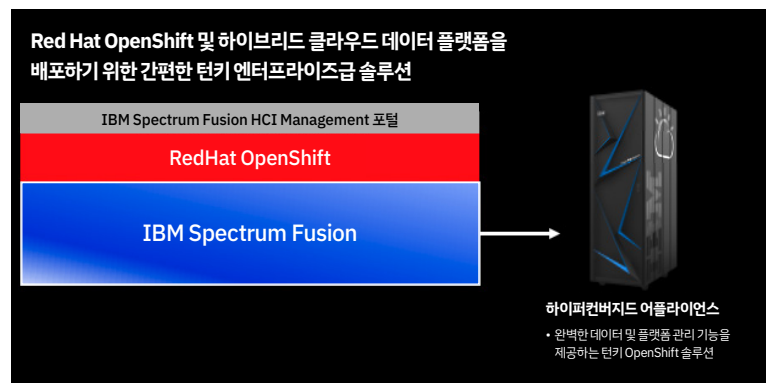 Red Hat OpenShift 및 하이브리드 클라우드 데이터 플랫폼을
배포하기 위한 간편한 턴키 엔터프라이즈급 솔루션
IBM Spectrum Fusion HCI Management 포털
RedHat OpenShift
IBM Spectrum Fusion
하이퍼컨버지드 어플라이언스
• 완벽한 데이터 및 플랫폼 관리 기능을
제공하는 턴키 OpenShift 솔루션
IBM